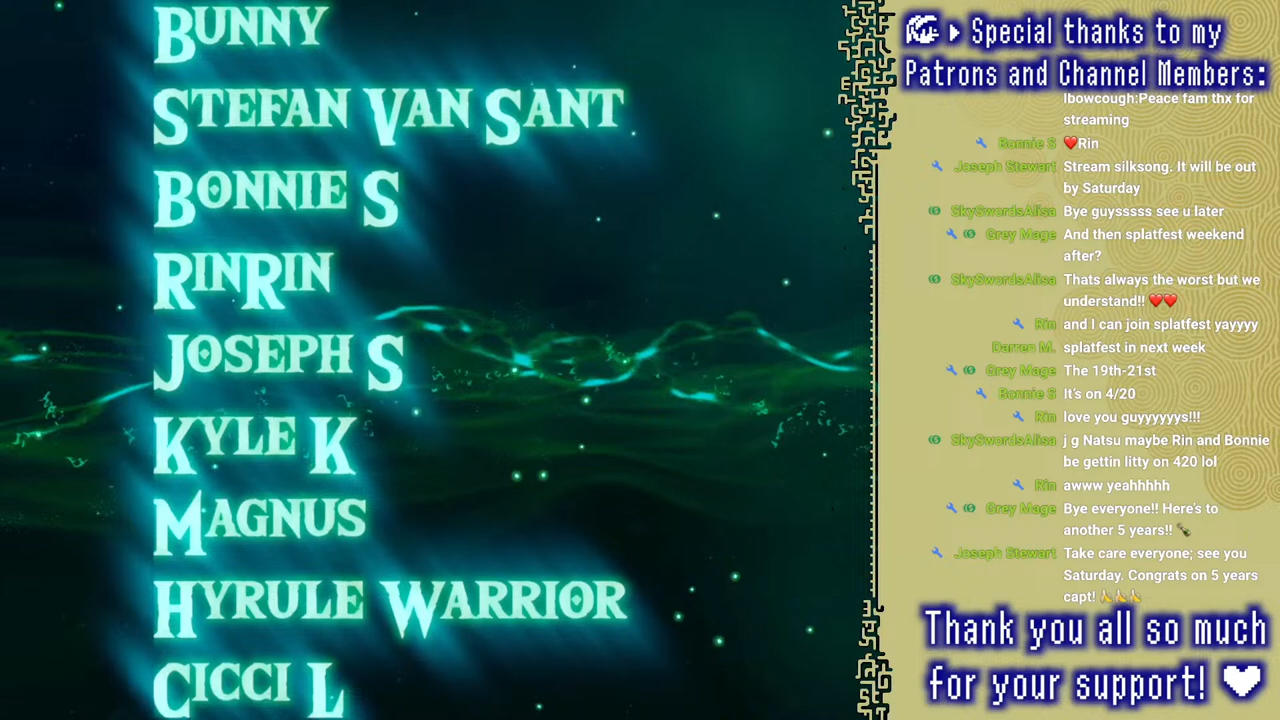 BUNNY
STEFAN VAN SANT
BONNIE S
RINRIN
JOSEPH S
KYLE K
MAGNUS
HYRULE WARRIOR
CICCI L
Special thanks to my
Patrons and Channel Members:
lbowcough:Peace fam thx for
streaming
Bonnie S ❤️Rin
Joseph Stewart Stream silksong. It will be out
by Saturday
SkySwordsAlisa Bye guysssss see u later
Grey Mage And then splatfest weekend
after?
SkySwordsAlisa Thats always the worst but we
understand!! ❤️❤️
Rin and I can join splatfest yayyyy
Darren M. splatfest in next week
Grey Mage The 19th-21st
Bonnie S It's on 4/20
Rin love you guyyyyyys!!!
SkySwordsAlisa j g Natsu maybe Rin and Bonnie
be gettin litty on 420 lol
Rin awww yeahhhhh
Grey Mage Bye everyone!! Here's to
another 5 years!! 🍾
Joseph Stewart Take care everyone; see you
Saturday. Congrats on 5 years
capt! 🍌🍌🍌
Thank you all so much
for your support!